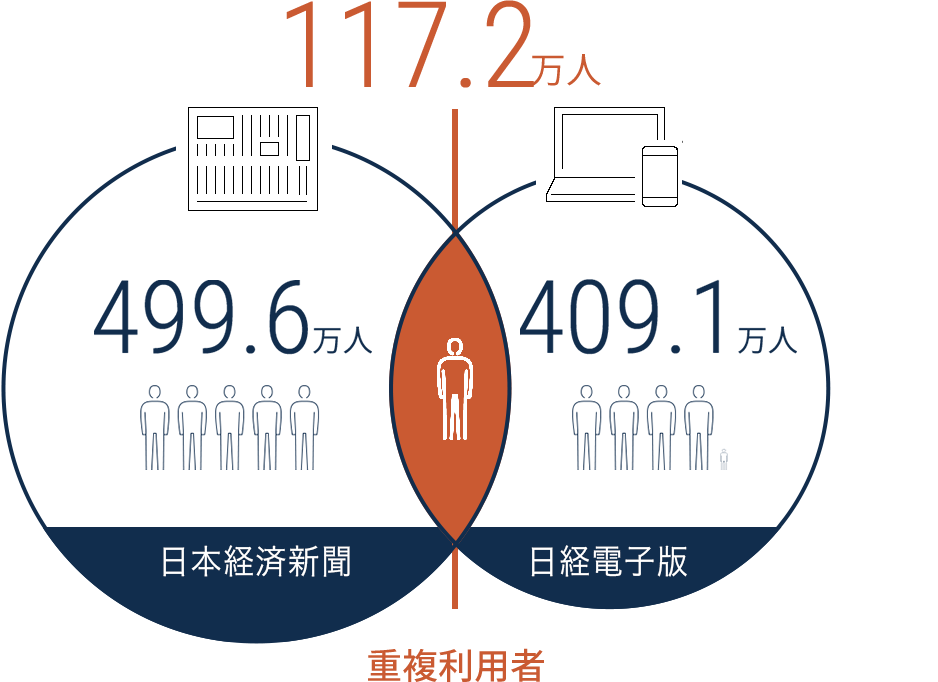 117.2万人
499.6万人
409.1万人
日本経済新聞
日経電子版
重複利用者